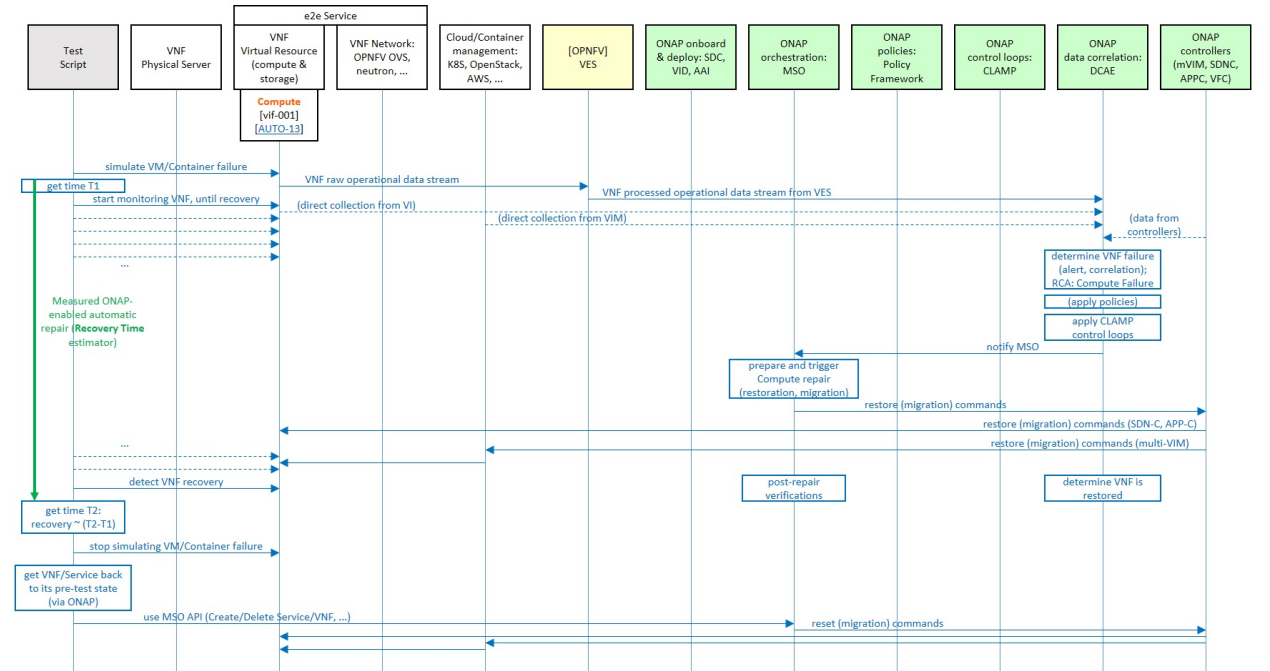 e2e Service
Test
Script
VNF
Physical Server
VNF
Virtual Resource
(compute &
storage)
VNF Network:
OPNFV OVS,
neutron, ...
Cloud/Container
management:
K8S, OpenStack,
AWS, ...
[OPNFV]
VES
ONAP onboard
& deploy: SDC,
VID, AAI
ONAP
orchestration:
MSO
ONAP
policies:
Policy
Framework
ONAP
control loops:
CLAMP
ONAP
data correlation:
DCAE
ONAP
controllers
(mVIM, SDNC,
APPC, VFC)
Compute
[vif-001]
[AUTO-13]
simulate VM/Container failure
get time T1
VNF raw operational data stream
VNF processed operational data stream from VES
start monitoring VNF, until recovery
(direct collection from VI)
(direct collection from VIM)
(data from
controllers)
...
determine VNF failure
(alert, correlation);
RCA: Compute Failure
(apply policies)
Measured ONAP-
enabled automatic
repair (Recovery Time
estimator)
apply CLAMP
control loops
notify MSO
prepare and trigger
Compute repair
(restoration, migration)
restore (migration) commands
restore (migration) commands (SDN-C, APP-C)
...
restore (migration) commands (multi-VIM)
detect VNF recovery
post-repair
verifications
determine VNF is
restored
get time T2:
recovery ~ (T2-T1)
stop simulating VM/Container failure
get VNF/Service back
to its pre-test state
(via ONAP)
use MSO API (Create/Delete Service/VNF, ...)
reset (migration) commands